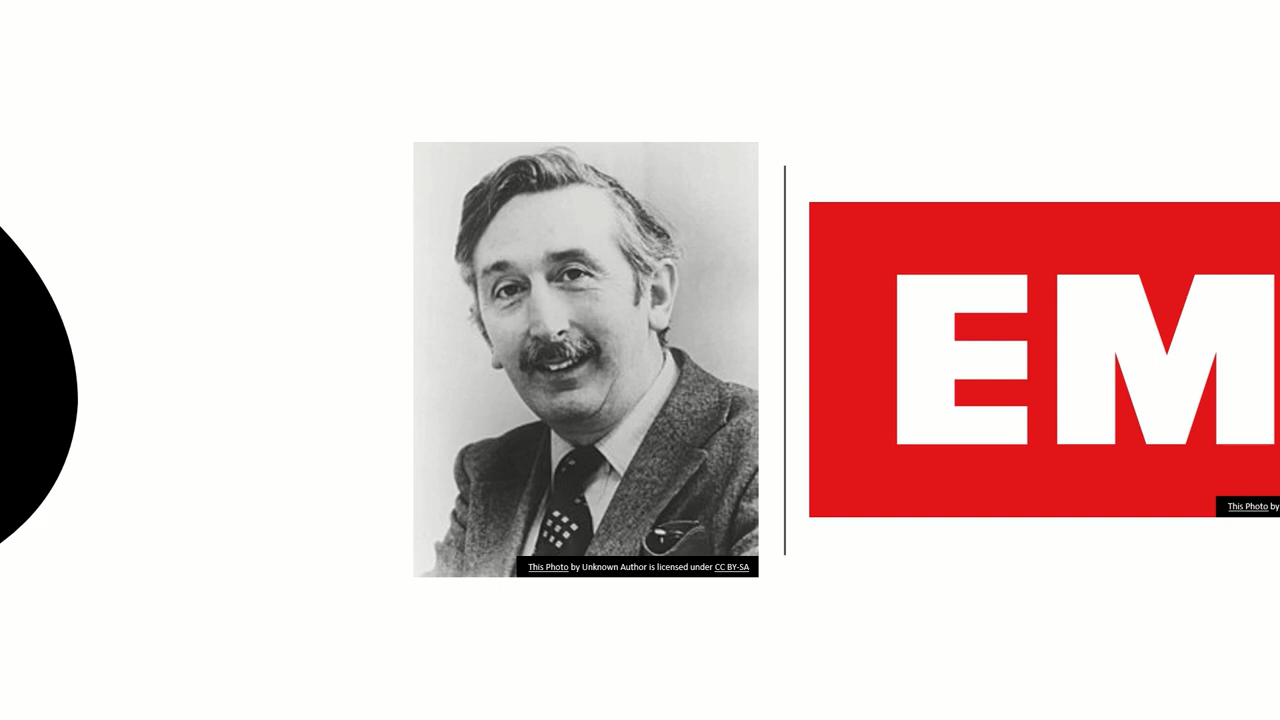 EM
This Photo by
This Photo by Unknown Author is licensed under CC BY-SA